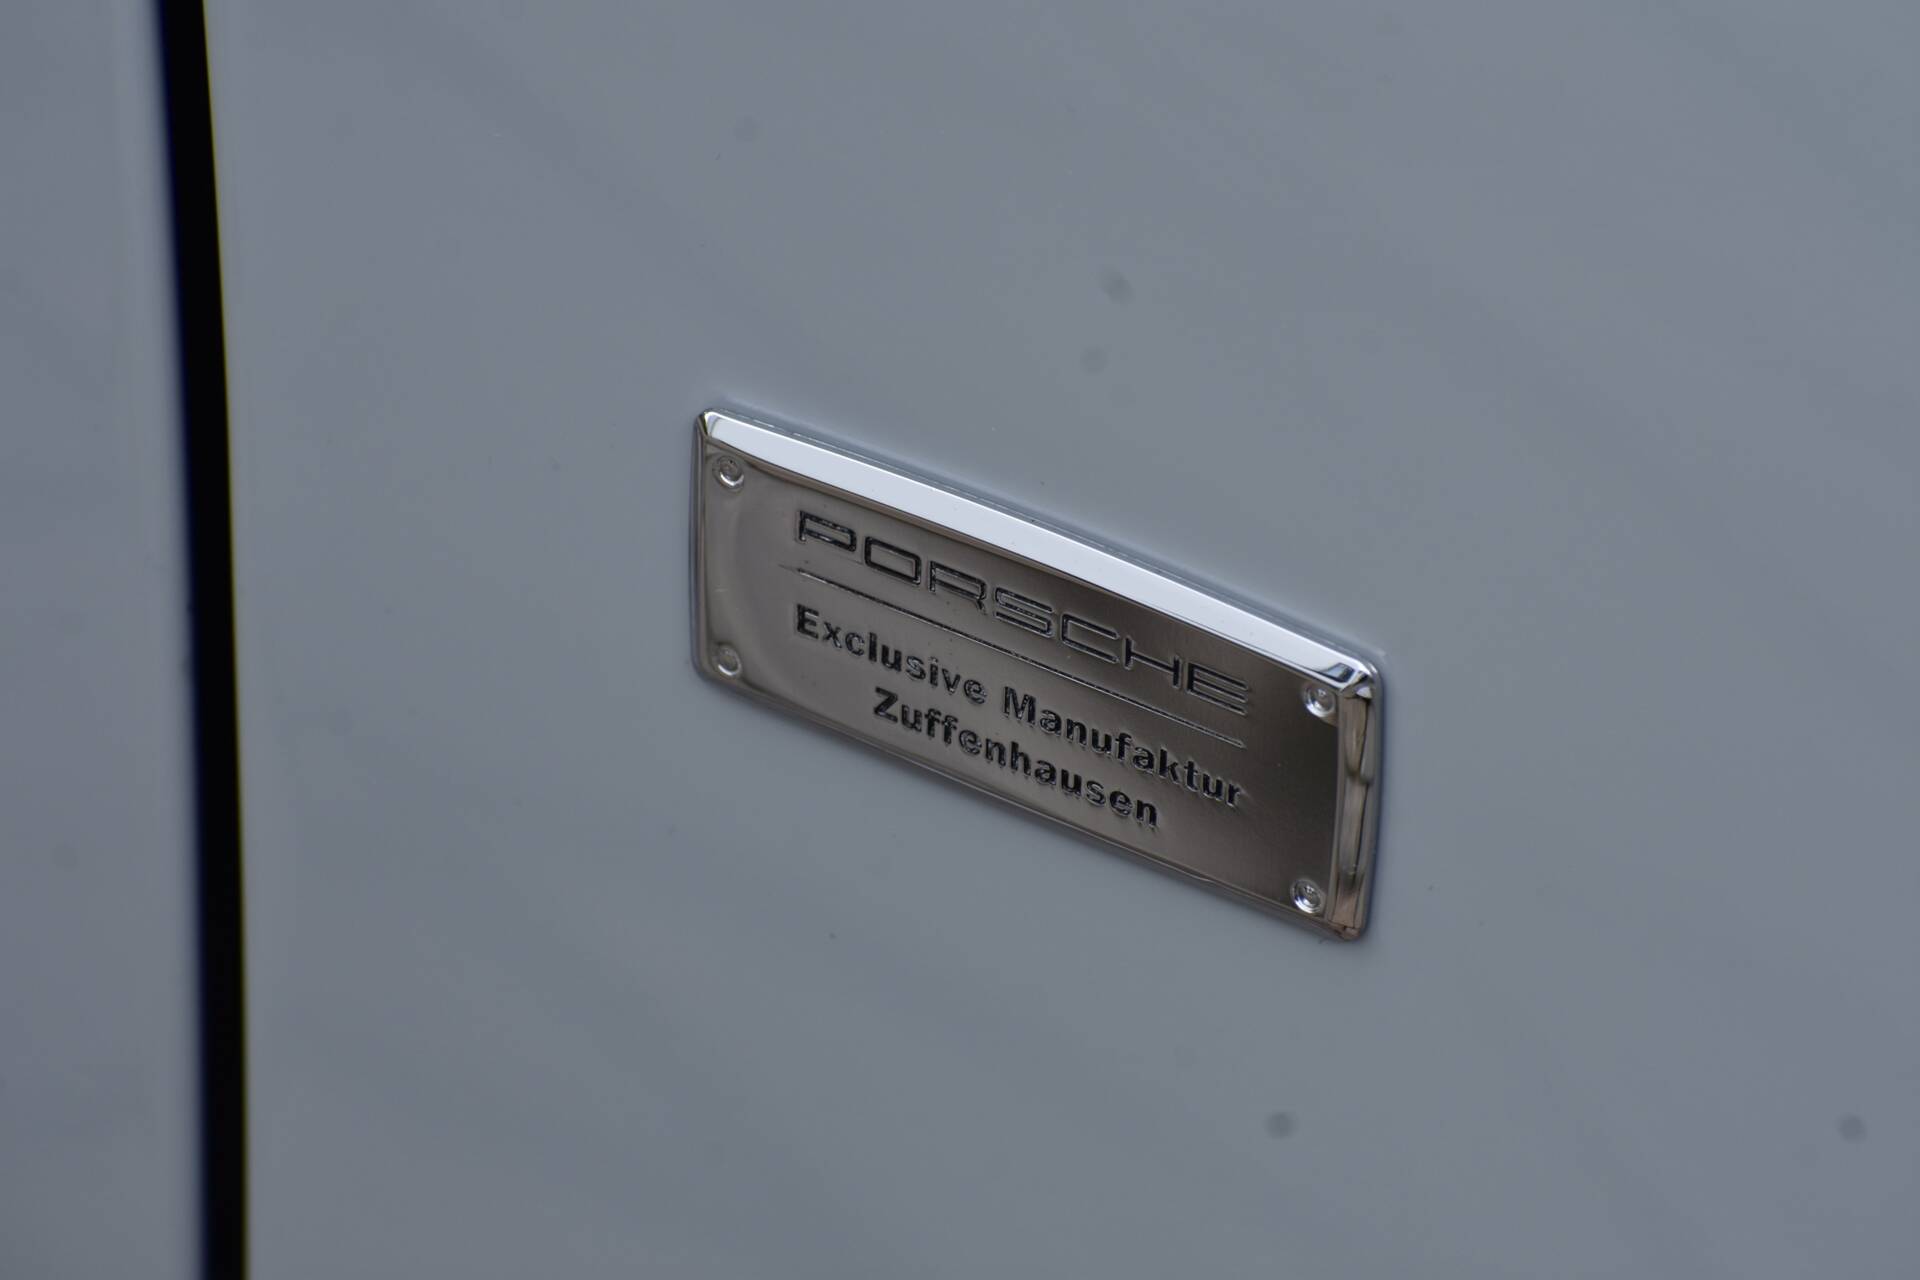 PORSCHE
Exclusive Manufaktur
Zuffenhausen